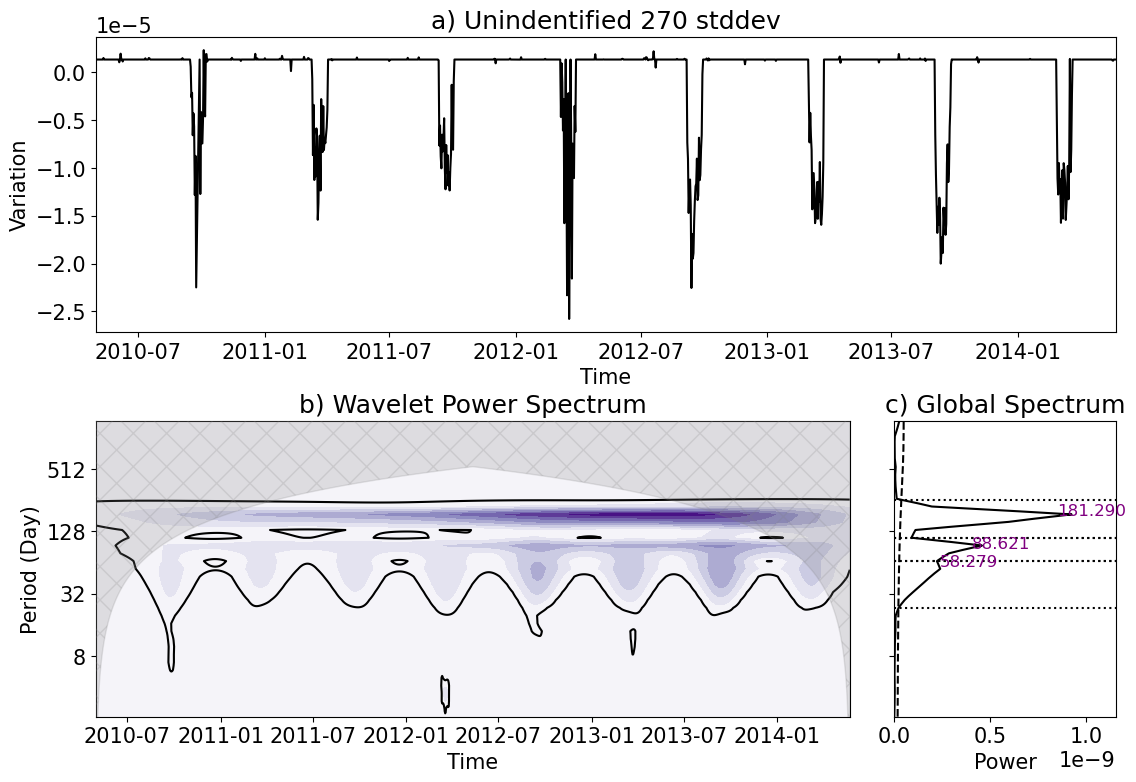 a) Unidentified 270 stddev
1e−5
0.0
−0.5
−1.0
−1.5
−2.0
−2.5
Variation
2010-07 2011-01 2011-07 2012-01 2012-07 2013-01 2013-07 2014-01
Time
b) Wavelet Power Spectrum
512
128
32
8
Period (Day)
2010-07 2011-01 2011-07 2012-01 2012-07 2013-01 2013-07 2014-01
Time
c) Global Spectrum
181.290
88.621
58.279
0.0 0.5 1.0
Power 1e−9